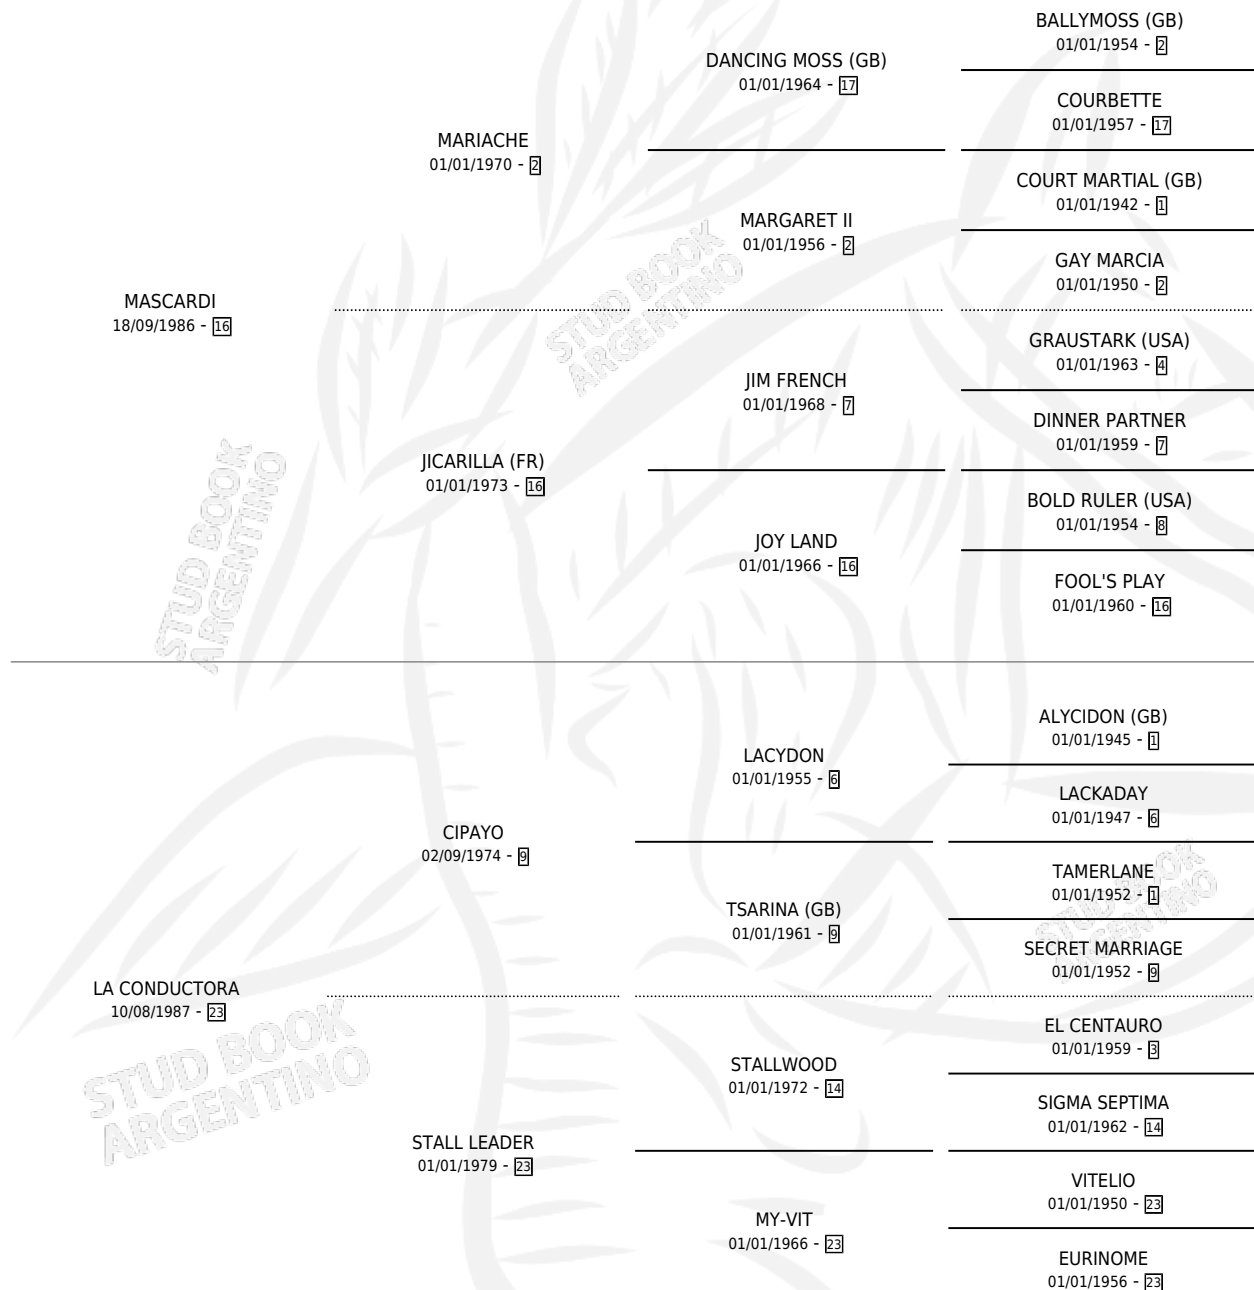 BALLYMOSS (GB)
01/01/1954 - 2
DANCING MOSS (GB)
01/01/1964 - 17
COURBETTE
01/01/1957 - 17
MARIACHE
01/01/1970 - 2
COURT MARTIAL (GB)
01/01/1942 - 1
MARGARET II
01/01/1956 - 2
GAY MARCIA
01/01/1950 - 2
MASCARDI
18/09/1986 - 16
GRAUSTARK (USA)
01/01/1963 - 4
JIM FRENCH
01/01/1968 - 7
DINNER PARTNER
01/01/1959 - 7
JICARILLA (FR)
01/01/1973 - 16
BOLD RULER (USA)
01/01/1954 - 8
JOY LAND
01/01/1966 - 16
FOOL'S PLAY
01/01/1960 - 16
ALYCIDON (GB)
01/01/1945 - 1
LACYDON
01/01/1955 - 6
LACKADAY
01/01/1947 - 6
CIPAYO
02/09/1974 - 9
TAMERLANE
01/01/1952 - 1
TSARINA (GB)
01/01/1961 - 9
SECRET MARRIAGE
01/01/1952 - 9
LA CONDUCTORA
10/08/1987 - 23
EL CENTAURO
01/01/1959 - 3
STALLWOOD
01/01/1972 - 14
SIGMA SEPTIMA
01/01/1962 - 14
STALL LEADER
01/01/1979 - 23
VITELIO
01/01/1950 - 23
MY-VIT
01/01/1966 - 23
EURINOME
01/01/1956 - 23
STUD BOOK
ARGENTINO
STUD BOOK
ARGENTINO
STUD BOOK
ARGENTINO
STUD BOOK
ARGENTINO